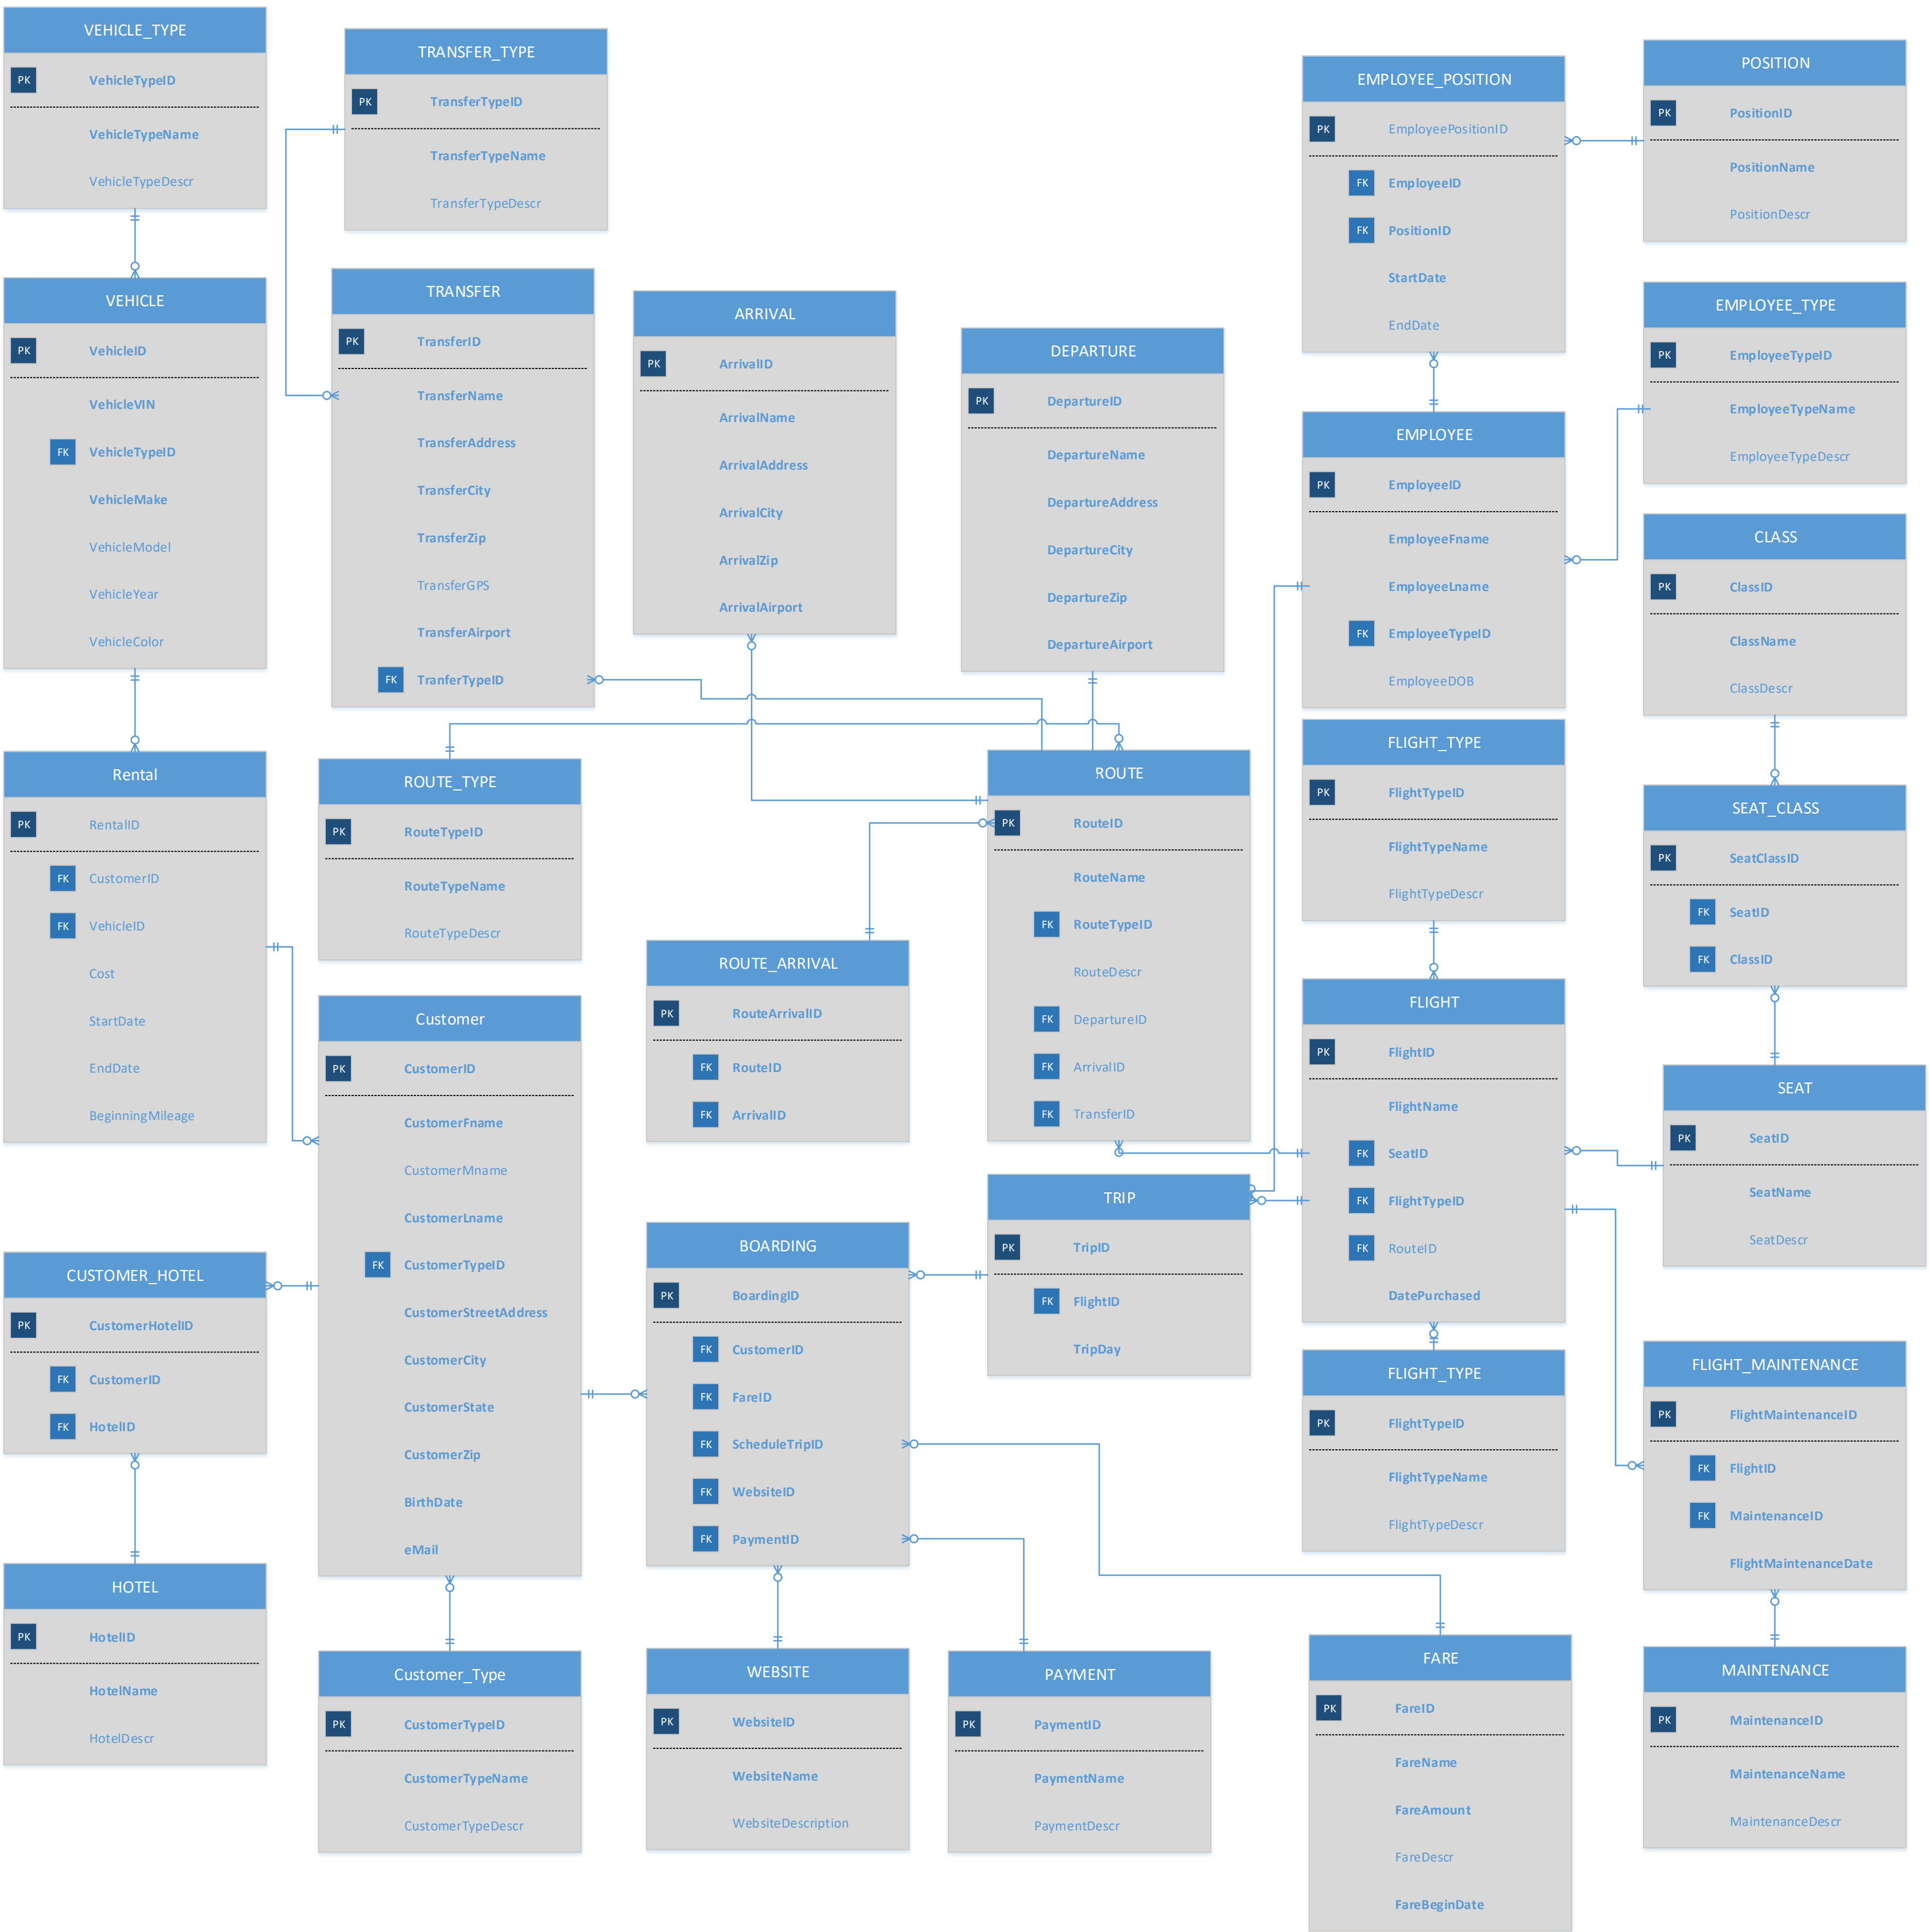 VEHICLE_TYPE
PK VehicleTypeID
VehicleTypeName
VehicleTypeDescr
TRANSFER_TYPE
PK TransferTypeID
TransferTypeName
TransferTypeDescr
EMPLOYEE_POSITION
PK EmployeePositionID
FK EmployeeID
FK PositionID
StartDate
EndDate
POSITION
PK PositionID
PositionName
PositionDescr
VEHICLE
PK VehicleID
VehicleVIN
FK VehicleTypeID
VehicleMake
VehicleModel
VehicleYear
VehicleColor
TRANSFER
PK TransferID
TransferName
TransferAddress
TransferCity
TransferZip
TransferGPS
TransferAirport
FK TranferTypeID
ARRIVAL
PK ArrivalID
ArrivalName
ArrivalAddress
ArrivalCity
ArrivalZip
ArrivalAirport
DEPARTURE
PK DepartureID
DepartureName
DepartureAddress
DepartureCity
DepartureZip
DepartureAirport
EMPLOYEE_TYPE
PK EmployeeTypeID
EmployeeTypeName
EmployeeTypeDescr
EMPLOYEE
PK EmployeeID
EmployeeFname
EmployeeLname
FK EmployeeTypeID
EmployeeDOB
CLASS
PK ClassID
ClassName
ClassDescr
Rental
PK RentalID
FK CustomerID
FK VehicleID
Cost
StartDate
EndDate
BeginningMileage
ROUTE_TYPE
PK RouteTypeID
RouteTypeName
RouteTypeDescr
ROUTE
PK RouteID
RouteName
FK RouteTypeID
RouteDescr
FK DepartureID
FK ArrivalID
FK TransferID
FLIGHT_TYPE
PK FlightTypeID
FlightTypeName
FlightTypeDescr
SEAT_CLASS
PK SeatClassID
FK SeatID
FK ClassID
ROUTE_ARRIVAL
PK RouteArrivalID
FK RouteID
FK ArrivalID
FLIGHT
PK FlightID
FlightName
FK SeatID
FK FlightTypeID
FK RouteID
DatePurchased
SEAT
PK SeatID
SeatName
SeatDescr
Customer
PK CustomerID
CustomerFname
CustomerMname
CustomerLname
FK CustomerTypeID
CustomerStreetAddress
CustomerCity
CustomerState
CustomerZip
BirthDate
eMail
TRIP
PK TripID
FK FlightID
TripDay
CUSTOMER_HOTEL
PK CustomerHotelID
FK CustomerID
FK HotelID
BOARDING
PK BoardingID
FK CustomerID
FK FareID
FK ScheduleTripID
FK WebsiteID
FK PaymentID
FLIGHT_TYPE
PK FlightTypeID
FlightTypeName
FlightTypeDescr
FLIGHT_MAINTENANCE
PK FlightMaintenanceID
FK FlightID
FK MaintenanceID
FlightMaintenanceDate
HOTEL
PK HotelID
HotelName
HotelDescr
Customer_Type
PK CustomerTypeID
CustomerTypeName
CustomerTypeDescr
WEBSITE
PK WebsiteID
WebsiteName
WebsiteDescription
PAYMENT
PK PaymentID
PaymentName
PaymentDescr
FARE
PK FareID
FareName
FareAmount
FareDescr
FareBeginDate
MAINTENANCE
PK MaintenanceID
MaintenanceName
MaintenanceDescr